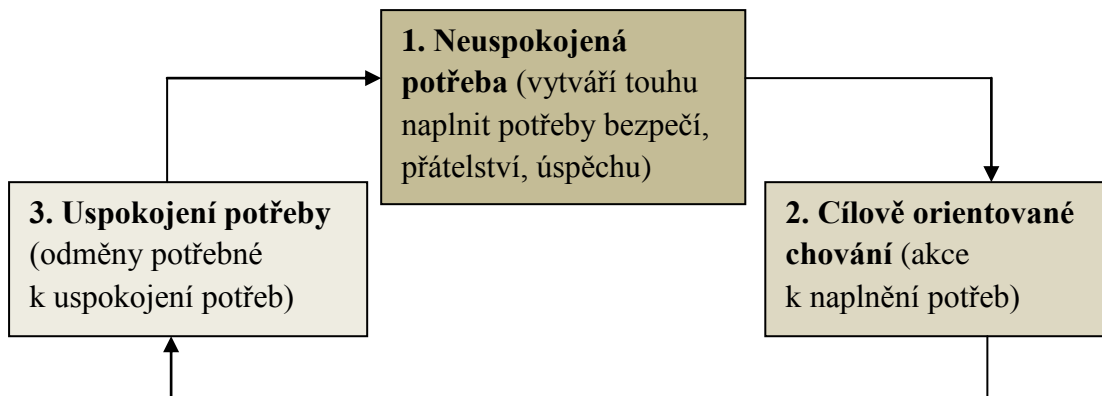 1. Neuspokojená
potřeba (vytváří touhu
naplnit potřeby bezpečí,
přátelství, úspěchu)
2. Cílově orientované
chování (akce
k naplnění potřeb)
3. Uspokojení potřeby
(odměny potřebné
k uspokojení potřeb)